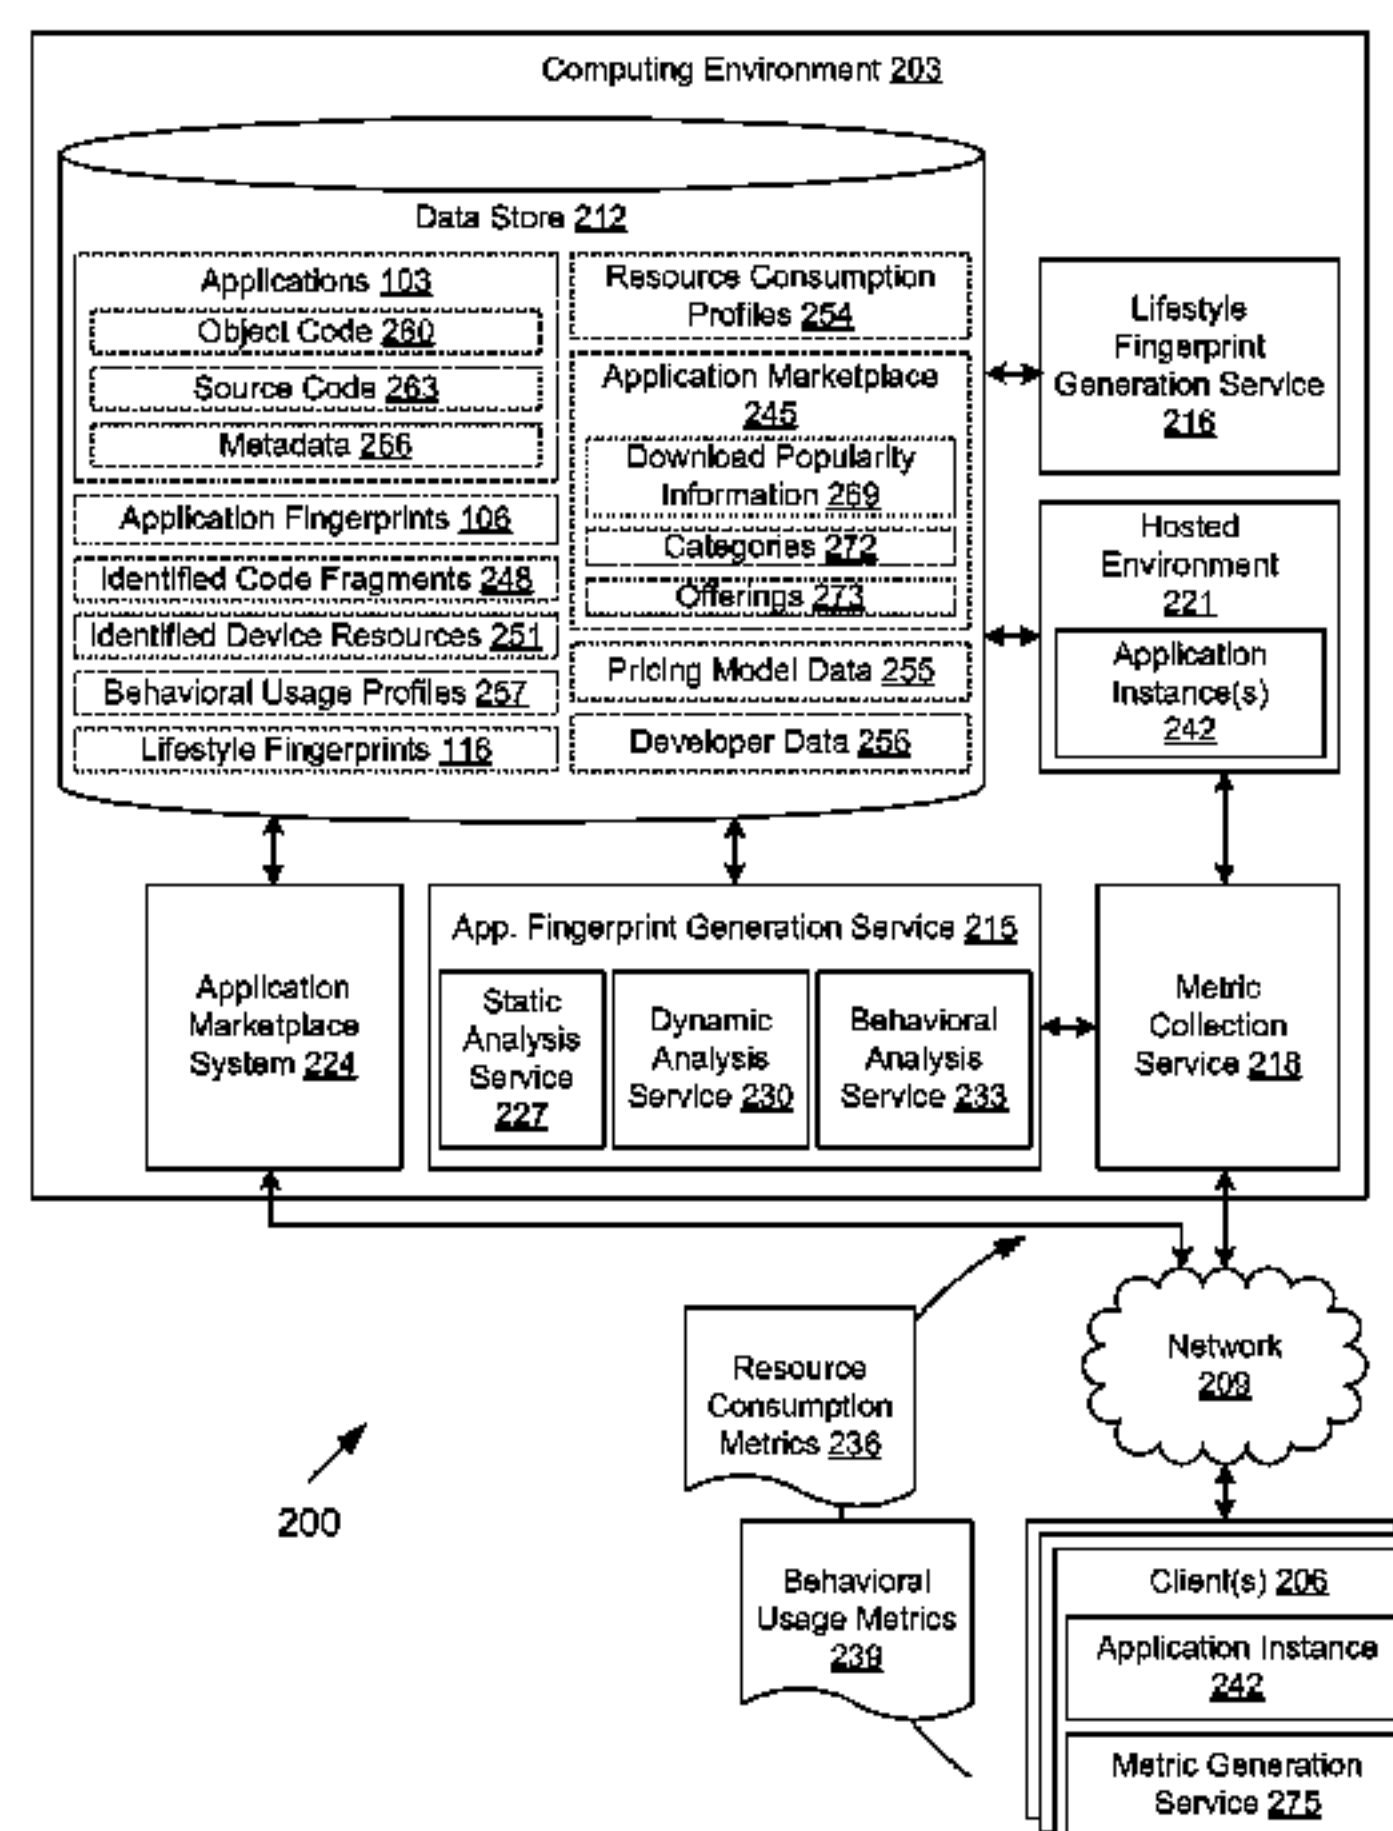 Computing Environment 203
Data Store 212
Applications 103
Object Code 260
Source Code 263
Metadata 266
Application Fingerprints 106
Identified Code Fragments 248
Identified Device Resources 251
Behavioral Usage Profiles 257
Lifestyle Fingerprints 116
Resource Consumption
Profiles 254
Application Marketplace
245
Download Popularity
Information 269
Categories 272
Offerings 273
Pricing Model Data 255
Developer Data 256
Lifestyle
Fingerprint
Generation Service
216
Hosted
Environment
221
Application
Instance(s)
242
Application
Marketplace
System 224
App. Fingerprint Generation Service 215
Static
Analysis
Service
227
Dynamic
Analysis
Service 230
Behavioral
Analysis
Service 233
Metric
Collection
Service 218
Network
209
Resource
Consumption
Metrics 236
200
Behavioral
Usage Metrics
239
Client(s) 206
Application Instance
242
Metric Generation
Service 275